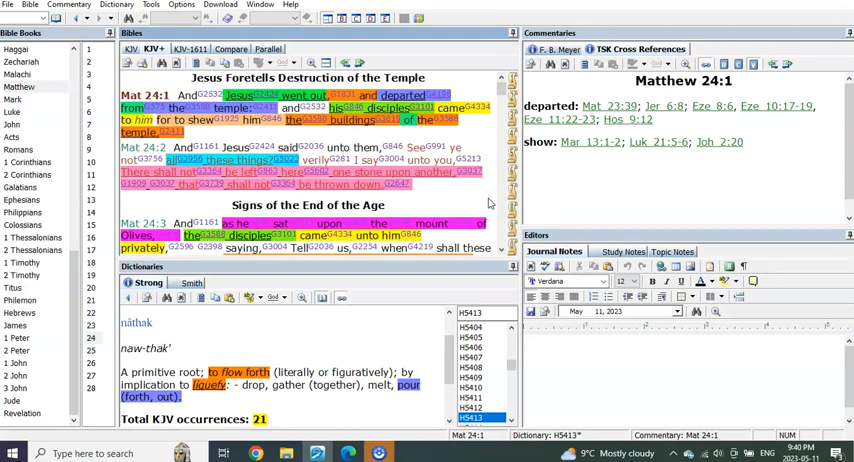 File Bible Commentary Dictionary Tools Options Download Window Help
B C D E
Bible Books
Haggai
Zechariah
Malachi
Matthew
Mark
Luke
John
Acts
Romans
1 Corinthians
2 Corinthians
Galatians
Ephesians
Philippians
Colossians
1 Thessalonians
2 Thessalonians
1 Timothy
2 Timothy
Titus
Philemon
Hebrews
James
1 Peter
2 Peter
1 John
2 John
3 John
Jude
Revelation
1
2
3
4
5
6
7
8
9
10
11
12
13
14
15
16
17
18
19
20
21
22
23
24
25
26
27
28
Bibles
KJV KJV+ KJV-1611 Compare Parallel
God
Jesus Foretells Destruction of the Temple
Mat 24:1 And G2532 Jesus G2424 went out, G1831 and departed G4198
from G575 the G3588 temple: G2411 and G2532 his G846 disciples G3101 came G4334
to him for to shew G1925 him G846 the G3588 buildings G3619 of the
temple. G2411
Mat 24:2 And G1161 Jesus G2424 said G2036 unto them, G846 See G991 ye
not G3756 all G3956 these things? G5023 verily G281 I say G3004 unto you, G5213
There shall not G3364 be left G863 here G5602 one stone upon another, G3037
G1909 G3037 that G3739 shall not G3364 be thrown down. G2647
Signs of the End of the Age
Mat 24:3 And G1161 as he sat upon the mount of
Olives, the G3588 disciples G3101 came G4334 unto him G846
privately, G2596 G2398 saying, G3004 Tell G2036 us, G2254 when G4219 shall these
Dictionaries
Strong Smith
God
nâthak
naw-thak'
A primitive root; to flow forth (literally or figuratively); by
implication to liquefy: - drop, gather (together), melt, pour
(forth, out).
Total KJV occurrences: 21
H5413
H5404
H5405
H5406
H5407
H5408
H5409
H5410
H5411
H5412
H5413
Commentaries
F. B. Meyer TSK Cross References
Matthew 24:1
departed: Mat 23:39; Jer 6:8; Eze 8:6, Eze 10:17-19,
Eze 11:22-23; Hos 9:12
show: Mar 13:1-2; Luk 21:5-6; Joh 2:20
Editors
Journal Notes Study Notes Topic Notes
Verdana 12 B I U A
May 11, 2023
1 2 3 4 5
Mat 24:1 Dictionary: H5413 Commentary: Mat 24:1 NUM
Type here to search
9°C Mostly cloudy ENG
9:40 PM
2023-05-11
3